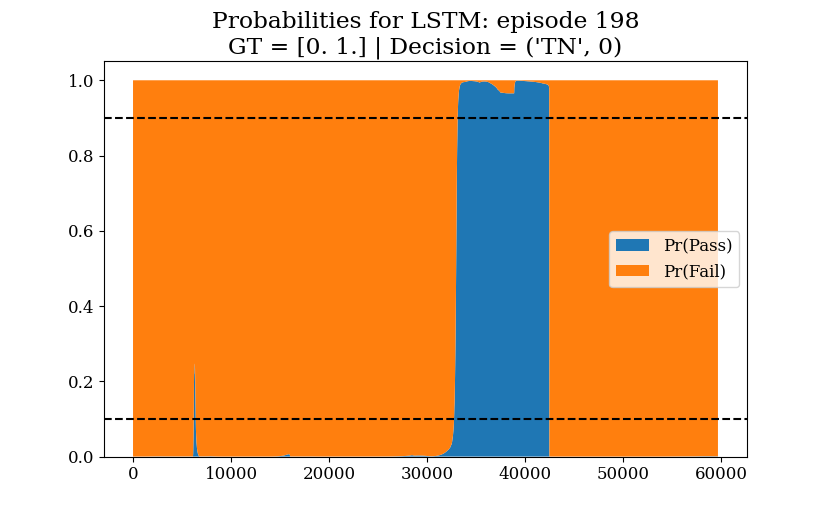 Probabilities for LSTM: episode 198
GT = [0. 1.] | Decision = ('TN', 0)
1.0
0.8
0.6
0.4
0.2
0.0
Pr(Pass)
Pr(Fail)
0 10000 20000 30000 40000 50000 60000